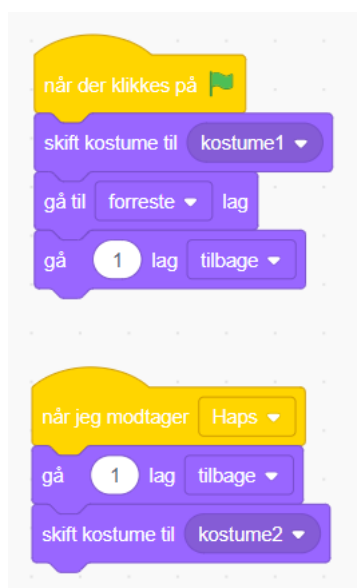 når der klikkes på
skift kostume til kostume1
gå til forreste lag
gå 1 lag tilbage
når jeg modtager Haps
gå 1 lag tilbage
skift kostume til kostume2